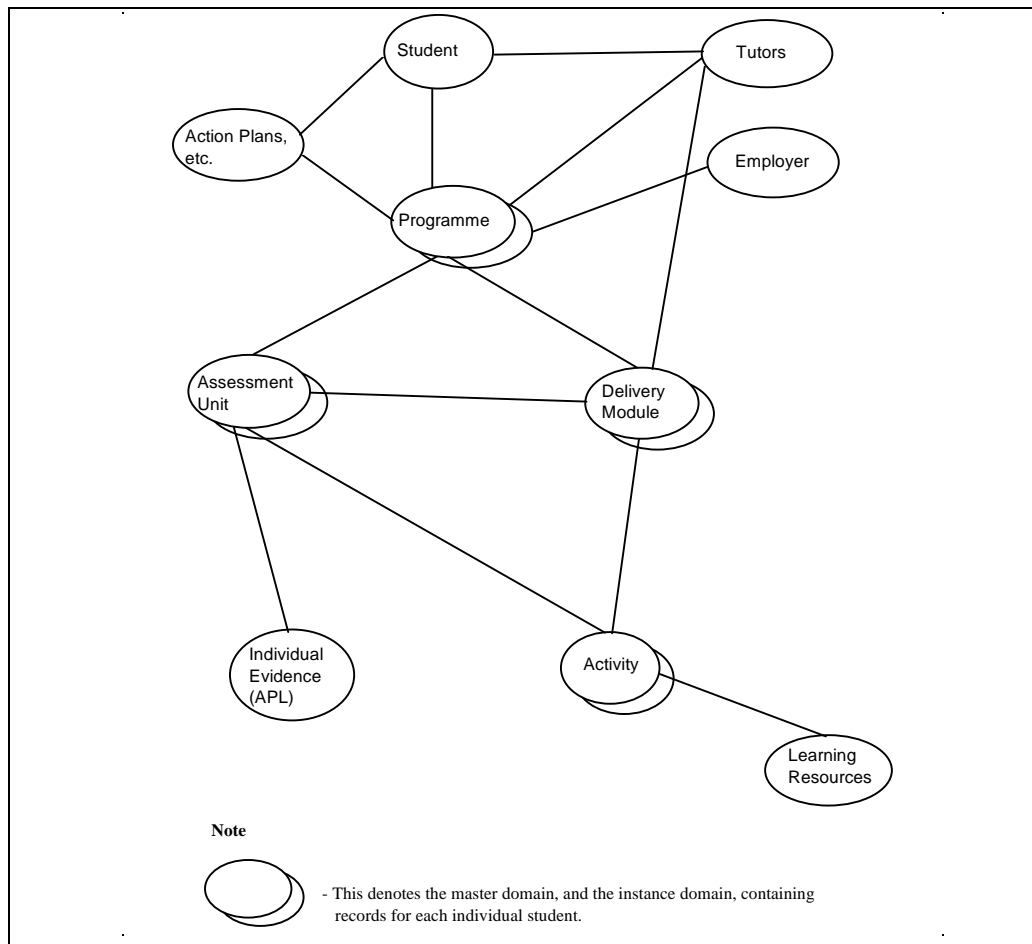 Student
Tutors
Action Plans,
etc.
Employer
Programme
Assessment
Unit
Delivery
Module
Individual
Evidence
(APL)
Activity
Learning
Resources
Note
- This denotes the master domain, and the instance domain, containing
records for each individual student.